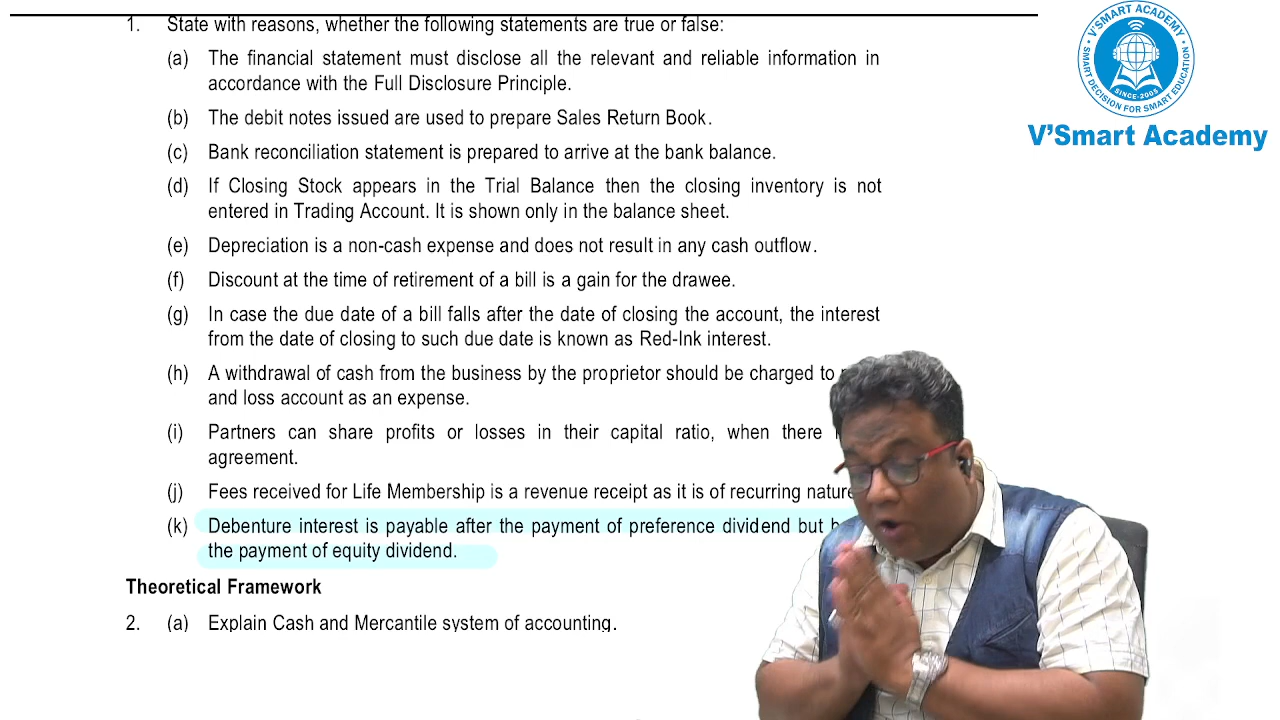 1. State with reasons, whether the following statements are true or false:
(a) The financial statement must disclose all the relevant and reliable information in
accordance with the Full Disclosure Principle.
(b) The debit notes issued are used to prepare Sales Return Book.
(c) Bank reconciliation statement is prepared to arrive at the bank balance.
(d) If Closing Stock appears in the Trial Balance then the closing inventory is not
entered in Trading Account. It is shown only in the balance sheet.
(e) Depreciation is a non-cash expense and does not result in any cash outflow.
(f) Discount at the time of retirement of a bill is a gain for the drawee.
(g) In case the due date of a bill falls after the date of closing the account, the interest
from the date of closing to such due date is known as Red-Ink interest.
(h) A withdrawal of cash from the business by the proprietor should be charged to
and loss account as an expense.
(i) Partners can share profits or losses in their capital ratio, when there
agreement.
(j) Fees received for Life Membership is a revenue receipt as it is of recurring nature
(k) Debenture interest is payable after the payment of preference dividend but
the payment of equity dividend.
Theoretical Framework
2. (a) Explain Cash and Mercantile system of accounting.
V'SMART ACADEMY
SMART DECISION FOR SMART EDUCATION
SINCE-2005
V'Smart Academy